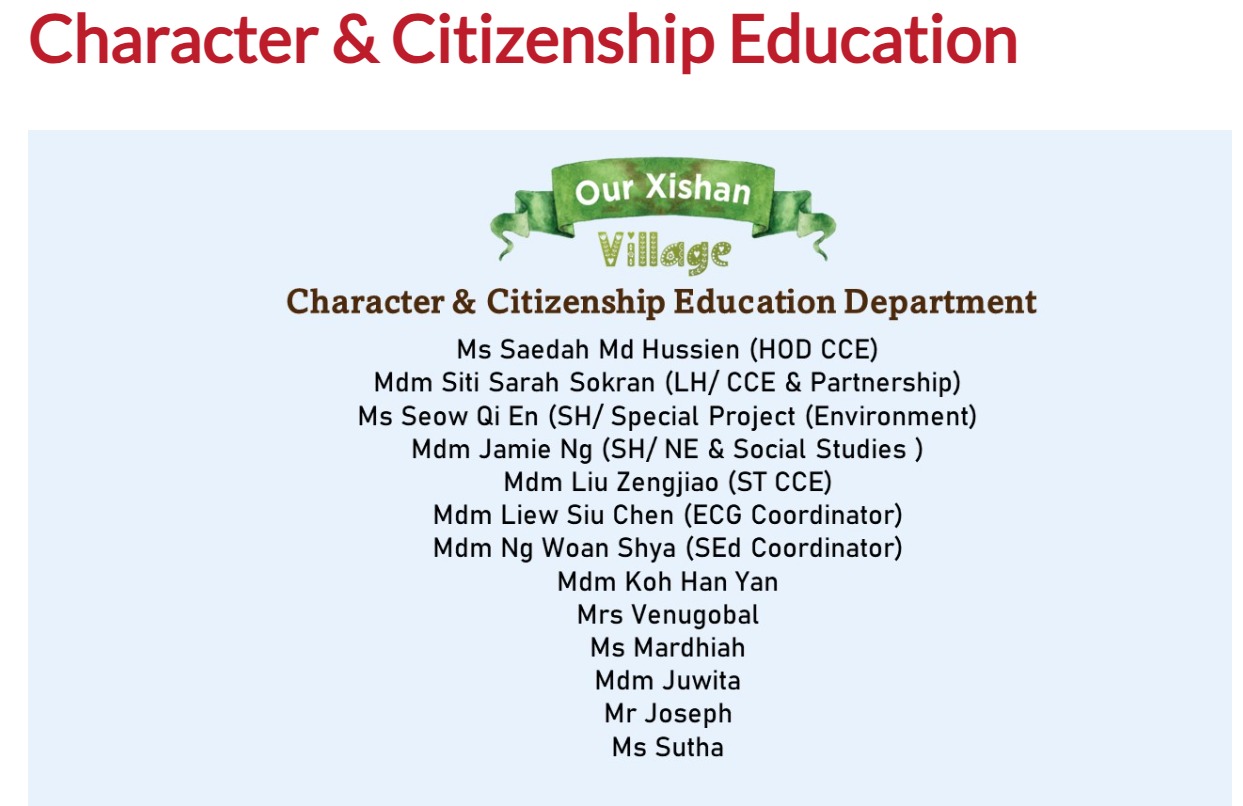 Character & Citizenship Education
Our Xishan
Village
Character & Citizenship Education Department
Ms Saedah Md Hussien (HOD CCE)
Mdm Siti Sarah Sokran (LH/ CCE & Partnership)
Ms Seow Qi En (SH/ Special Project (Environment)
Mdm Jamie Ng (SH/ NE & Social Studies )
Mdm Liu Zengjiao (ST CCE)
Mdm Liew Siu Chen (ECG Coordinator)
Mdm Ng Woan Shya (SEd Coordinator)
Mdm Koh Han Yan
Mrs Venugobal
Ms Mardhiah
Mdm Juwita
Mr Joseph
Ms Sutha